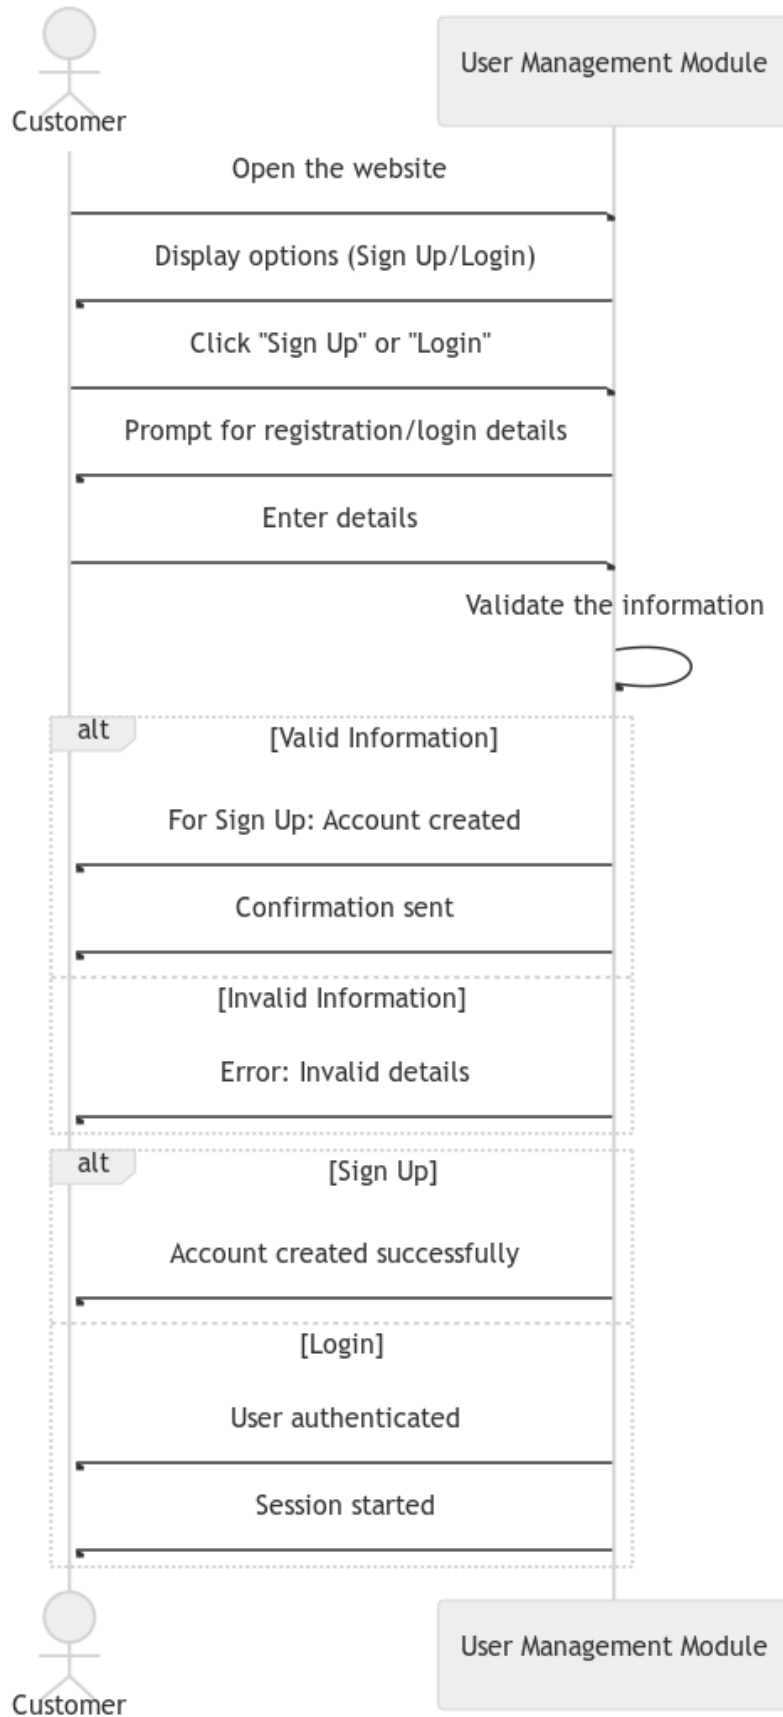 Customer
User Management Module
Open the website
Display options (Sign Up/Login)
Click "Sign Up" or "Login"
Prompt for registration/login details
Enter details
Validate the information
alt
[Valid Information]
For Sign Up: Account created
Confirmation sent
[Invalid Information]
Error: Invalid details
alt
[Sign Up]
Account created successfully
[Login]
User authenticated
Session started
Customer
User Management Module